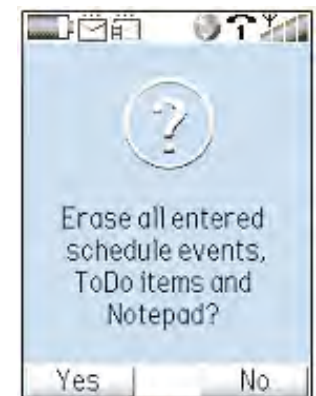 ?
Erase all entered
schedule events,
ToDo items and
Notepad?
Yes No